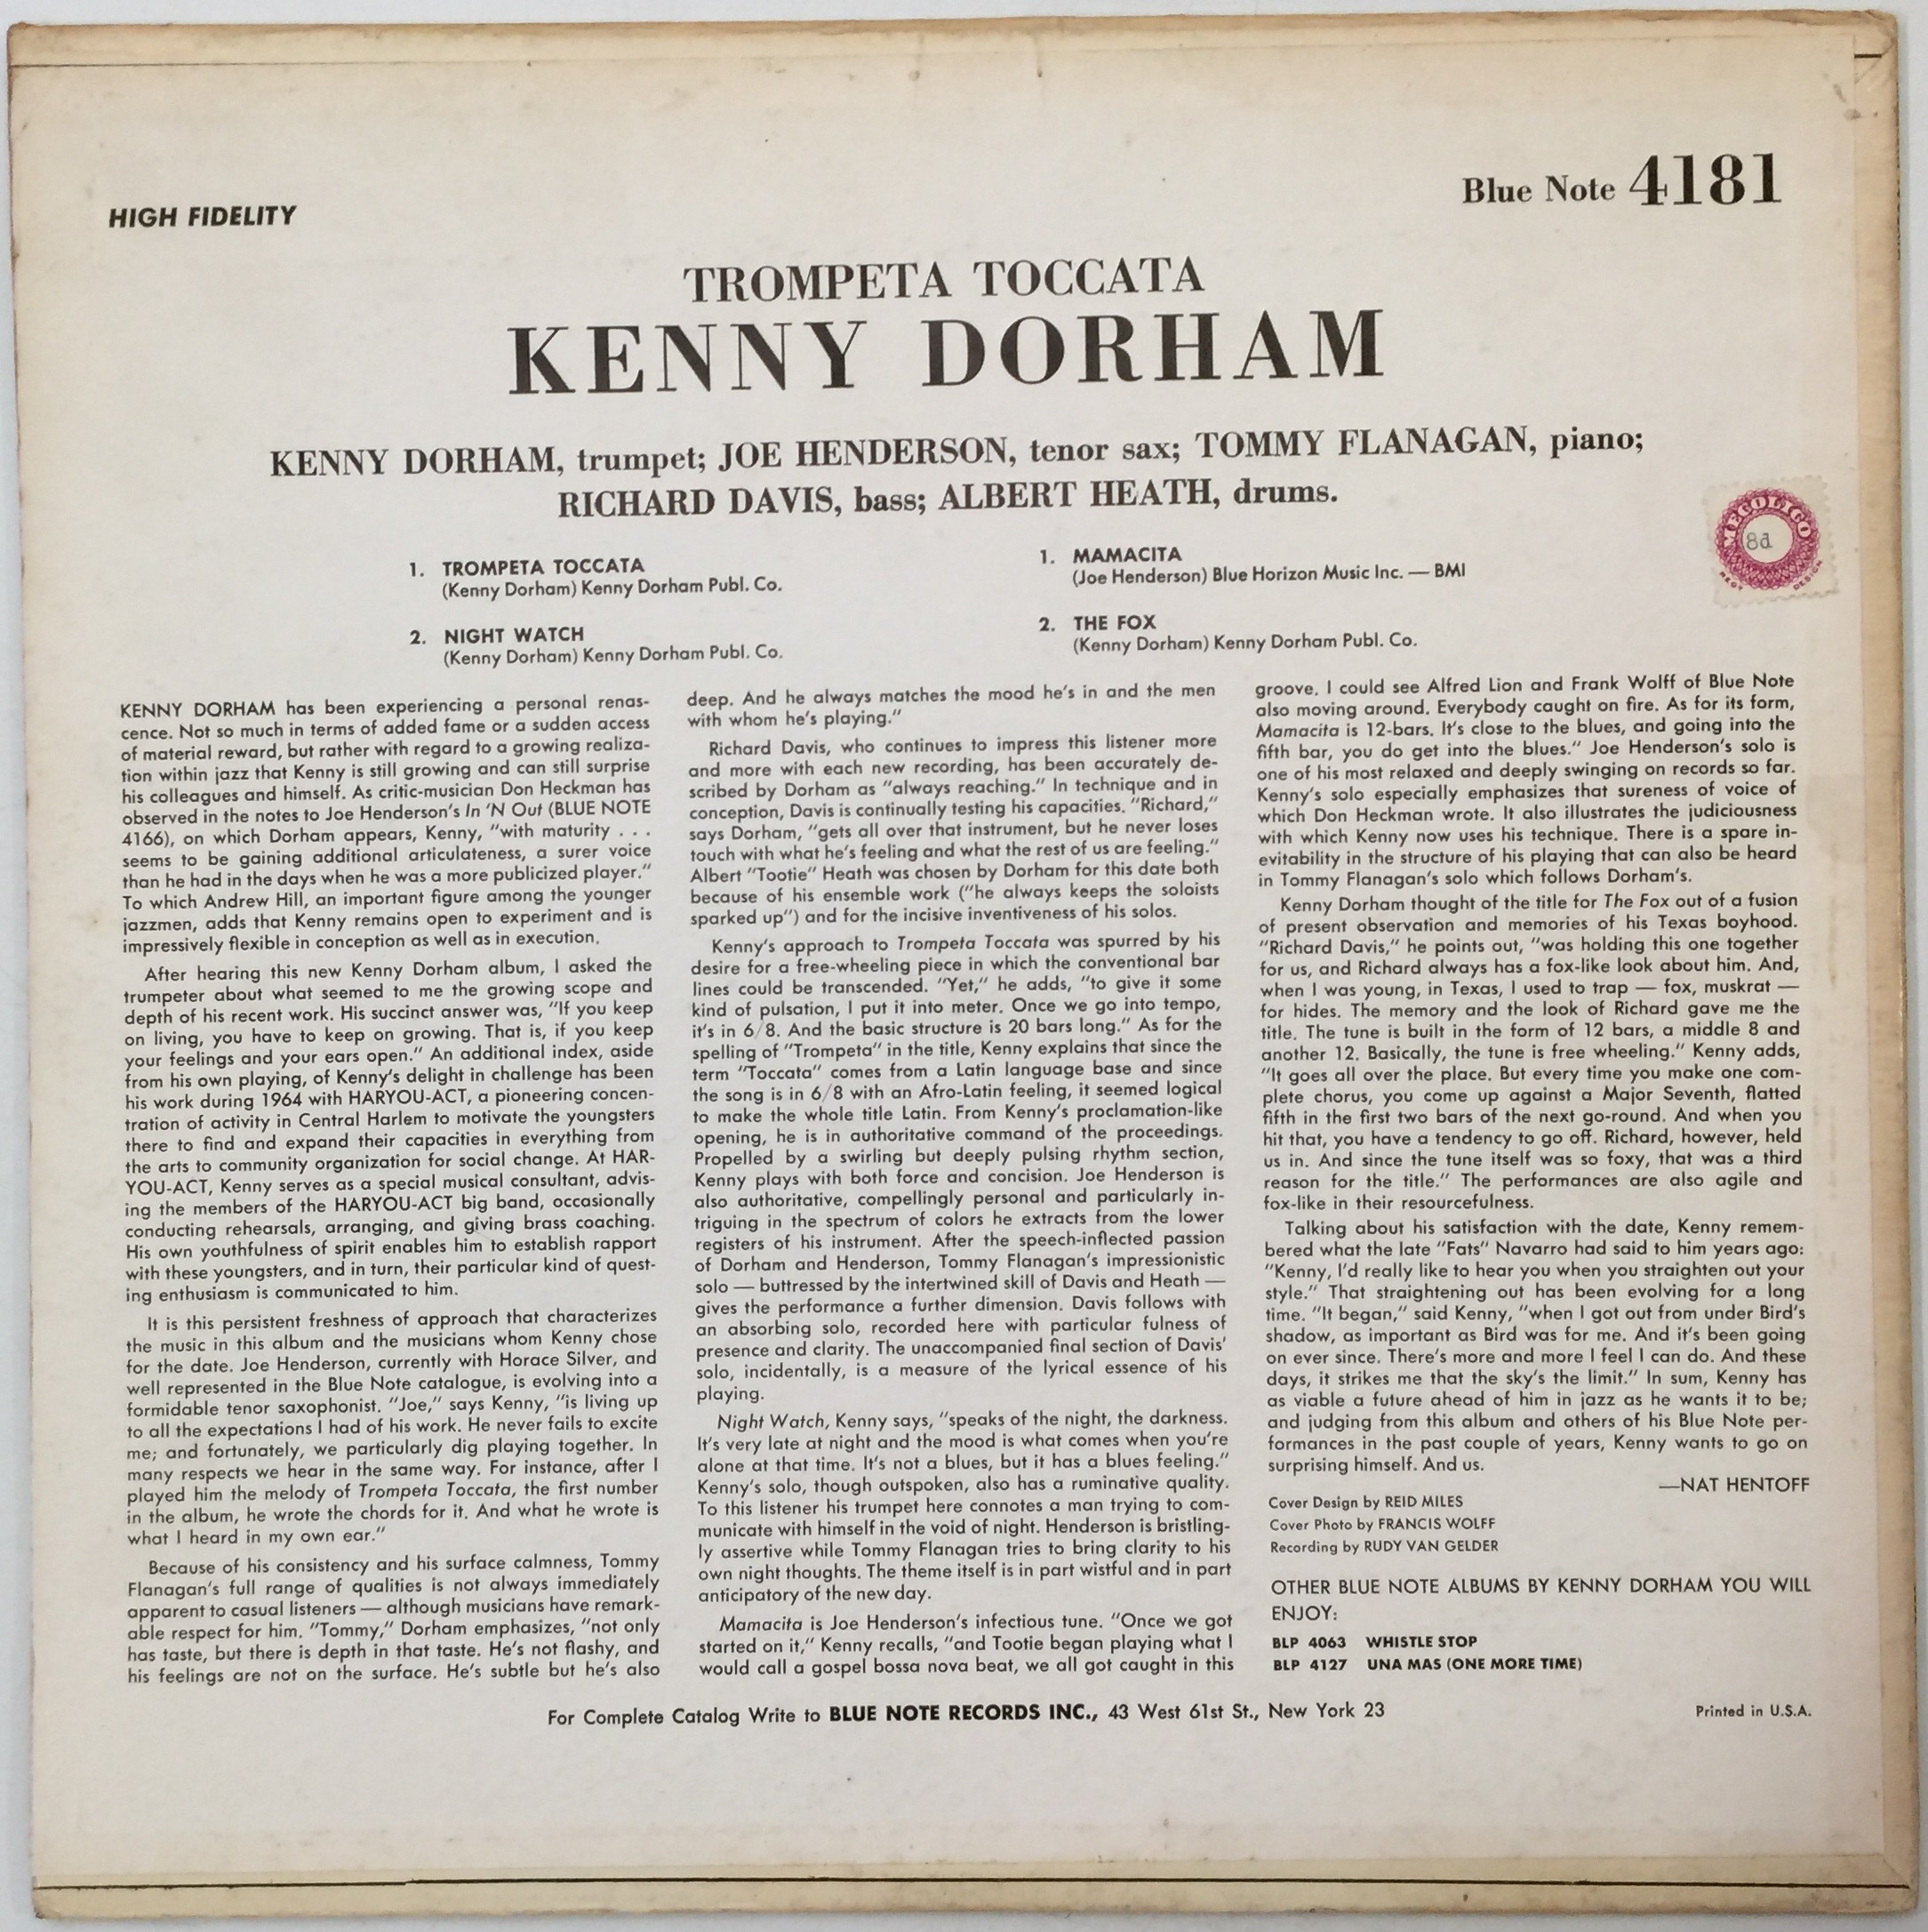 HIGH FIDELITY
Blue Note 4181
TROMPETA TOCCATA
KENNY DORHAM
KENNY DORHAM, trumpet; JOE HENDERSON, tenor sax; TOMMY FLANAGAN, piano;
RICHARD DAVIS, bass; ALBERT HEATH, drums.
1. TROMPETA TOCCATA
(Kenny Dorham) Kenny Dorham Publ. Co.
2. NIGHT WATCH
(Kenny Dorham) Kenny Dorham Publ. Co.
1. MAMACITA
(Joe Henderson) Blue Horizon Music Inc. — BMI
2. THE FOX
(Kenny Dorham) Kenny Dorham Publ. Co.
MECOLICO
8d
REGD DESIGN
KENNY DORHAM has been experiencing a personal renas-
cence. Not so much in terms of added fame or a sudden access
of material reward, but rather with regard to a growing realiza-
tion within jazz that Kenny is still growing and can still surprise
his colleagues and himself. As critic-musician Don Heckman has
observed in the notes to Joe Henderson's In 'N Out (BLUE NOTE
4166), on which Dorham appears, Kenny, "with maturity . . .
seems to be gaining additional articulateness, a surer voice
than he had in the days when he was a more publicized player."
To which Andrew Hill, an important figure among the younger
jazzmen, adds that Kenny remains open to experiment and is
impressively flexible in conception as well as in execution.
After hearing this new Kenny Dorham album, I asked the
trumpeter about what seemed to me the growing scope and
depth of his recent work. His succinct answer was, "If you keep
on living, you have to keep on growing. That is, if you keep
your feelings and your ears open." An additional index, aside
from his own playing, of Kenny's delight in challenge has been
his work during 1964 with HARYOU-ACT, a pioneering concen-
tration of activity in Central Harlem to motivate the youngsters
there to find and expand their capacities in everything from
the arts to community organization for social change. At HAR-
YOU-ACT, Kenny serves as a special musical consultant, advis-
ing the members of the HARYOU-ACT big band, occasionally
conducting rehearsals, arranging, and giving brass coaching.
His own youthfulness of spirit enables him to establish rapport
with these youngsters, and in turn, their particular kind of quest-
ing enthusiasm is communicated to him.
It is this persistent freshness of approach that characterizes
the music in this album and the musicians whom Kenny chose
for the date. Joe Henderson, currently with Horace Silver, and
well represented in the Blue Note catalogue, is evolving into a
formidable tenor saxophonist. "Joe," says Kenny, "is living up
to all the expectations I had of his work. He never fails to excite
me; and fortunately, we particularly dig playing together. In
many respects we hear in the same way. For instance, after I
played him the melody of Trompeta Toccata, the first number
in the album, he wrote the chords for it. And what he wrote is
what I heard in my own ear."
Because of his consistency and his surface calmness, Tommy
Flanagan's full range of qualities is not always immediately
apparent to casual listeners — although musicians have remark-
able respect for him. "Tommy," Dorham emphasizes, "not only
has taste, but there is depth in that taste. He's not flashy, and
his feelings are not on the surface. He's subtle but he's also
deep. And he always matches the mood he's in and the men
with whom he's playing."
Richard Davis, who continues to impress this listener more
and more with each new recording, has been accurately de-
scribed by Dorham as "always reaching." In technique and in
conception, Davis is continually testing his capacities. "Richard,"
says Dorham, "gets all over that instrument, but he never loses
touch with what he's feeling and what the rest of us are feeling."
Albert "Tootie" Heath was chosen by Dorham for this date both
because of his ensemble work ("he always keeps the soloists
sparked up") and for the incisive inventiveness of his solos.
Kenny's approach to Trompeta Toccata was spurred by his
desire for a free-wheeling piece in which the conventional bar
lines could be transcended. "Yet," he adds, "to give it some
kind of pulsation, I put it into meter. Once we go into tempo,
it's in 6/8. And the basic structure is 20 bars long." As for the
spelling of "Trompeta" in the title, Kenny explains that since the
term "Toccata" comes from a Latin language base and since
the song is in 6/8 with an Afro-Latin feeling, it seemed logical
to make the whole title Latin. From Kenny's proclamation-like
opening, he is in authoritative command of the proceedings.
Propelled by a swirling but deeply pulsing rhythm section,
Kenny plays with both force and concision. Joe Henderson is
also authoritative, compellingly personal and particularly in-
triguing in the spectrum of colors he extracts from the lower
registers of his instrument. After the speech-inflected passion
of Dorham and Henderson, Tommy Flanagan's impressionistic
solo — buttressed by the intertwined skill of Davis and Heath —
gives the performance a further dimension. Davis follows with
an absorbing solo, recorded here with particular fulness of
presence and clarity. The unaccompanied final section of Davis'
solo, incidentally, is a measure of the lyrical essence of his
playing.
Night Watch, Kenny says, "speaks of the night, the darkness.
It's very late at night and the mood is what comes when you're
alone at that time. It's not a blues, but it has a blues feeling."
Kenny's solo, though outspoken, also has a ruminative quality.
To this listener his trumpet here connotes a man trying to com-
municate with himself in the void of night. Henderson is bristling-
ly assertive while Tommy Flanagan tries to bring clarity to his
own night thoughts. The theme itself is in part wistful and in part
anticipatory of the new day.
Mamacita is Joe Henderson's infectious tune. "Once we got
started on it," Kenny recalls, "and Tootie began playing what I
would call a gospel bossa nova beat, we all got caught in this
groove. I could see Alfred Lion and Frank Wolff of Blue Note
also moving around. Everybody caught on fire. As for its form,
Mamacita is 12-bars. It's close to the blues, and going into the
fifth bar, you do get into the blues." Joe Henderson's solo is
one of his most relaxed and deeply swinging on records so far.
Kenny's solo especially emphasizes that sureness of voice of
which Don Heckman wrote. It also illustrates the judiciousness
with which Kenny now uses his technique. There is a spare in-
evitability in the structure of his playing that can also be heard
in Tommy Flanagan's solo which follows Dorham's.
Kenny Dorham thought of the title for The Fox out of a fusion
of present observation and memories of his Texas boyhood.
"Richard Davis," he points out, "was holding this one together
for us, and Richard always has a fox-like look about him. And,
when I was young, in Texas, I used to trap — fox, muskrat —
for hides. The memory and the look of Richard gave me the
title. The tune is built in the form of 12 bars, a middle 8 and
another 12. Basically, the tune is free wheeling." Kenny adds,
"It goes all over the place. But every time you make one com-
plete chorus, you come up against a Major Seventh, flatted
fifth in the first two bars of the next go-round. And when you
hit that, you have a tendency to go off. Richard, however, held
us in. And since the tune itself was so foxy, that was a third
reason for the title." The performances are also agile and
fox-like in their resourcefulness.
Talking about his satisfaction with the date, Kenny remem-
bered what the late "Fats" Navarro had said to him years ago:
"Kenny, I'd really like to hear you when you straighten out your
style." That straightening out has been evolving for a long
time. "It began," said Kenny, "when I got out from under Bird's
shadow, as important as Bird was for me. And it's been going
on ever since. There's more and more I feel I can do. And these
days, it strikes me that the sky's the limit." In sum, Kenny has
as viable a future ahead of him in jazz as he wants it to be;
and judging from this album and others of his Blue Note per-
formances in the past couple of years, Kenny wants to go on
surprising himself. And us.
—NAT HENTOFF
Cover Design by REID MILES
Cover Photo by FRANCIS WOLFF
Recording by RUDY VAN GELDER
OTHER BLUE NOTE ALBUMS BY KENNY DORHAM YOU WILL
ENJOY:
BLP 4063 WHISTLE STOP
BLP 4127 UNA MAS (ONE MORE TIME)
For Complete Catalog Write to BLUE NOTE RECORDS INC., 43 West 61st St., New York 23
Printed in U.S.A.